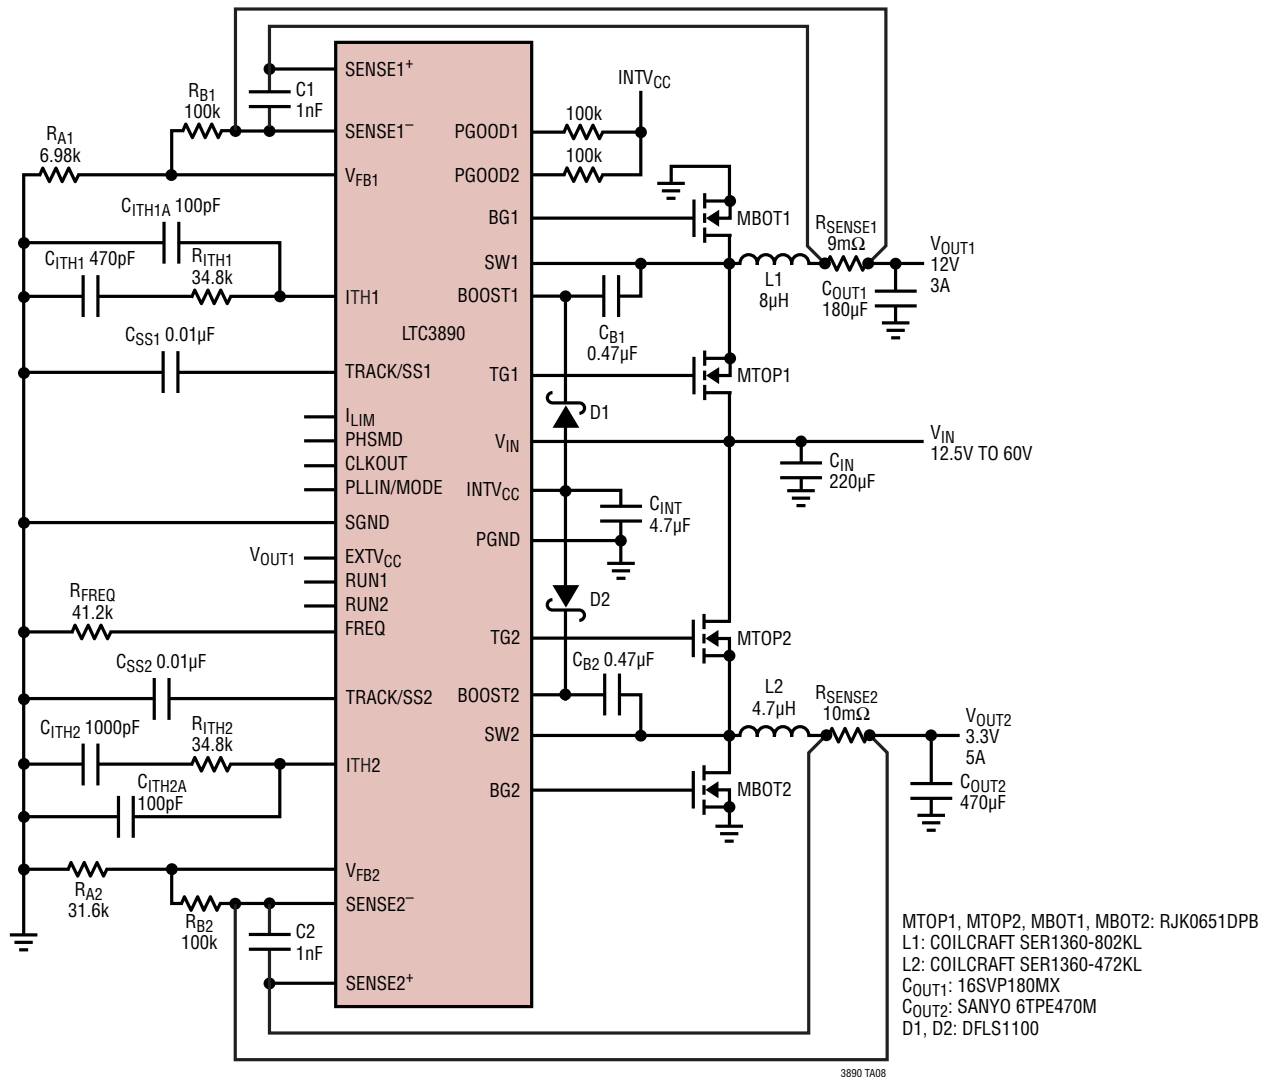 SENSE1+
RB1
100k
C1
1nF
INTVCC
100k
RA1
6.98k
SENSE1–
PGOOD1
100k
VFB1
PGOOD2
CITH1A 100pF
BG1
MBOT1
RSENSE1
9mΩ
CITH1 470pF
RITH1
34.8k
SW1
VOUT1
12V
3A
L1
8µH
COUT1
180µF
ITH1
BOOST1
CB1
0.47µF
LTC3890
CSS1 0.01µF
TRACK/SS1
TG1
MTOP1
ILIM
D1
PHSMD
VIN
VIN
12.5V TO 60V
CLKOUT
CIN
220µF
PLLIN/MODE
INTVCC
CINT
4.7µF
SGND
PGND
VOUT1
EXTVCC
RUN1
RFREQ
41.2k
RUN2
D2
FREQ
TG2
MTOP2
CSS2 0.01µF
CB2 0.47µF
TRACK/SS2
BOOST2
L2
4.7µH
RSENSE2
10mΩ
CITH2 1000pF
RITH2
34.8k
SW2
VOUT2
3.3V
5A
ITH2
CITH2A
100pF
BG2
MBOT2
COUT2
470µF
VFB2
RA2
31.6k
SENSE2–
RB2
100k
C2
1nF
SENSE2+
MTOP1, MTOP2, MBOT1, MBOT2: RJK0651DPB
L1: COILCRAFT SER1360-802KL
L2: COILCRAFT SER1360-472KL
COUT1: 16SVP180MX
COUT2: SANYO 6TPE470M
D1, D2: DFLS1100
3890 TA08